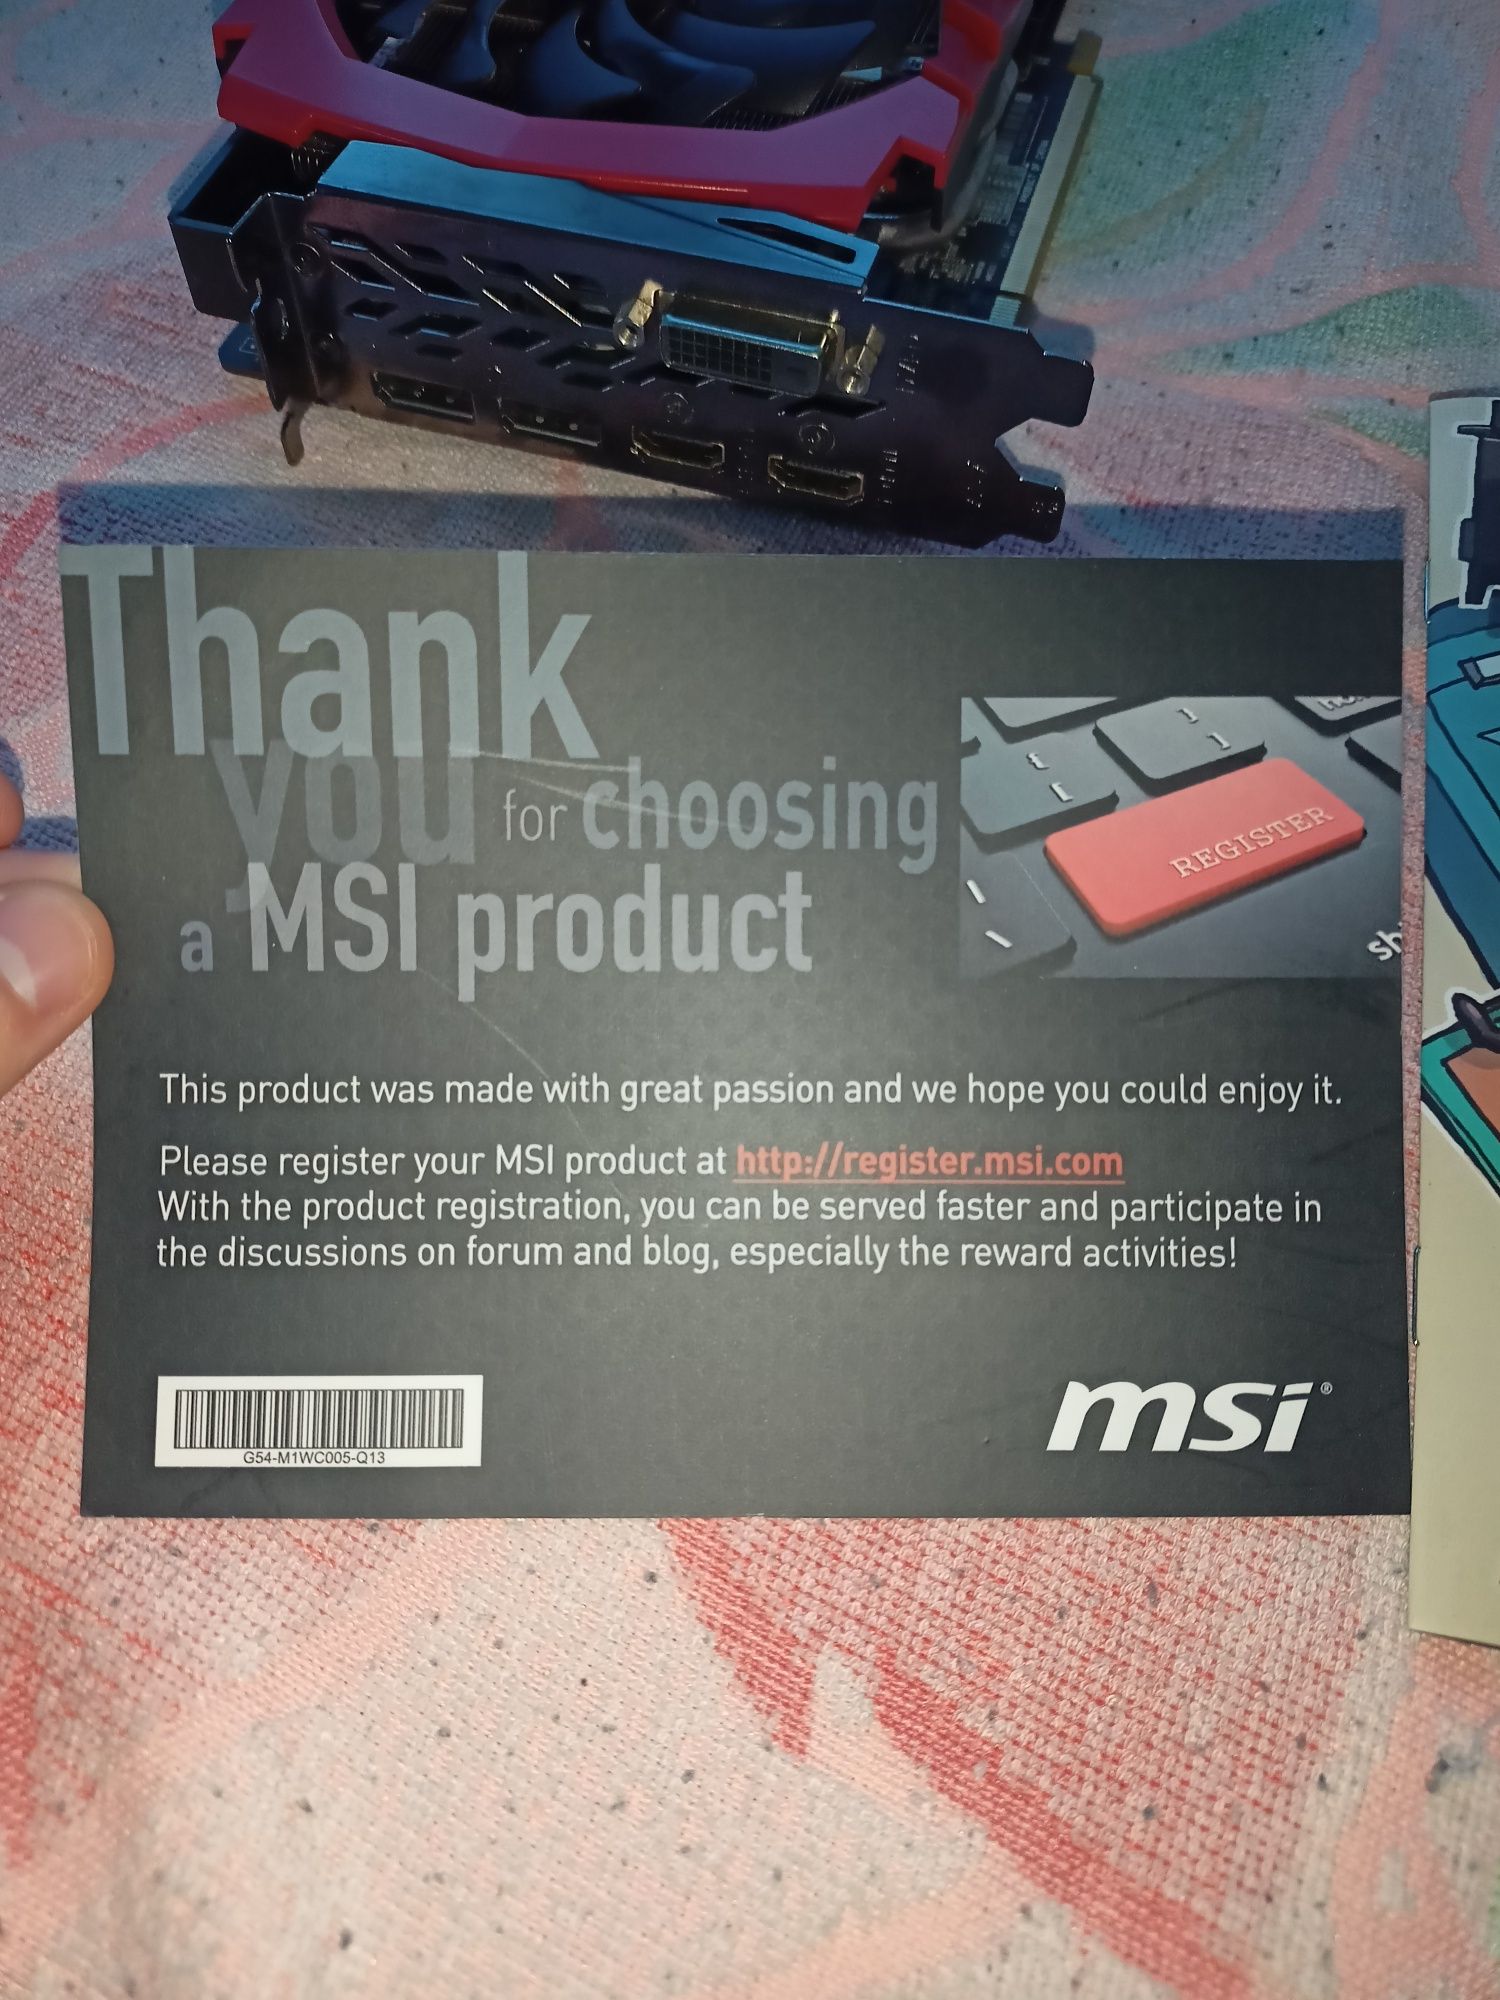 Thank
you for choosing
a MSI product
{ [
] ]
REGISTER
This product was made with great passion and we hope you could enjoy it.
Please register your MSI product at http://register.msi.com
With the product registration, you can be served faster and participate in
the discussions on forum and blog, especially the reward activities!
G54-M1WC005-Q13
msi®